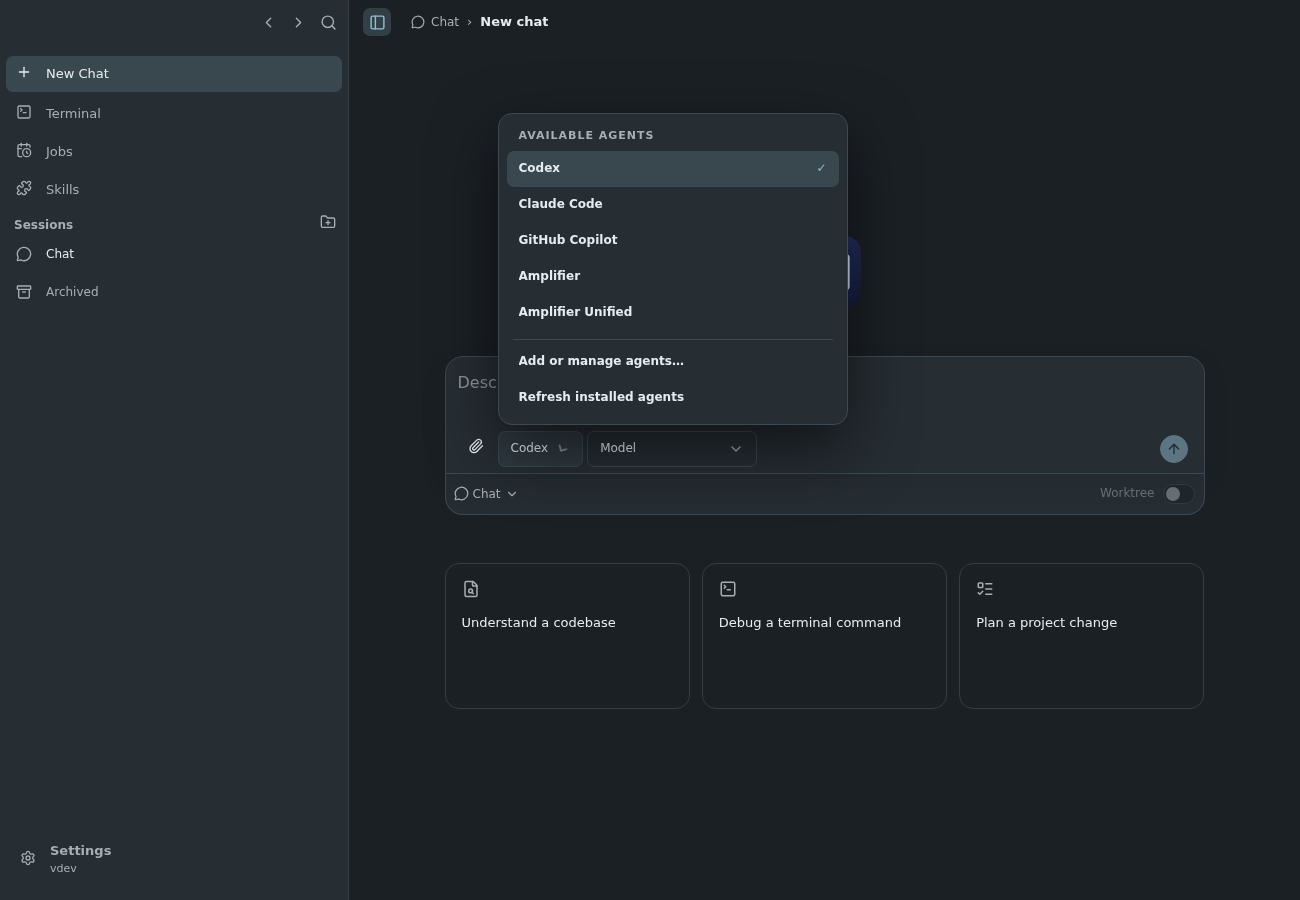 Chat › New chat
New Chat
Terminal
Jobs
Skills
Sessions
Chat
Archived
Settings
vdev
AVAILABLE AGENTS
Codex ✓
Claude Code
GitHub Copilot
Amplifier
Amplifier Unified
Add or manage agents…
Refresh installed agents
Codex
Model
Chat
Worktree
Understand a codebase
Debug a terminal command
Plan a project change